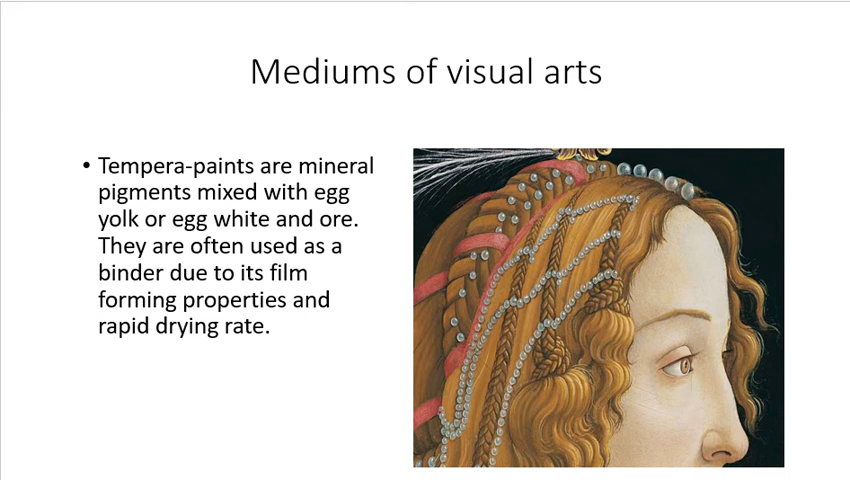 Mediums of visual arts
• Tempera-paints are mineral
pigments mixed with egg
yolk or egg white and ore.
They are often used as a
binder due to its film
forming properties and
rapid drying rate.